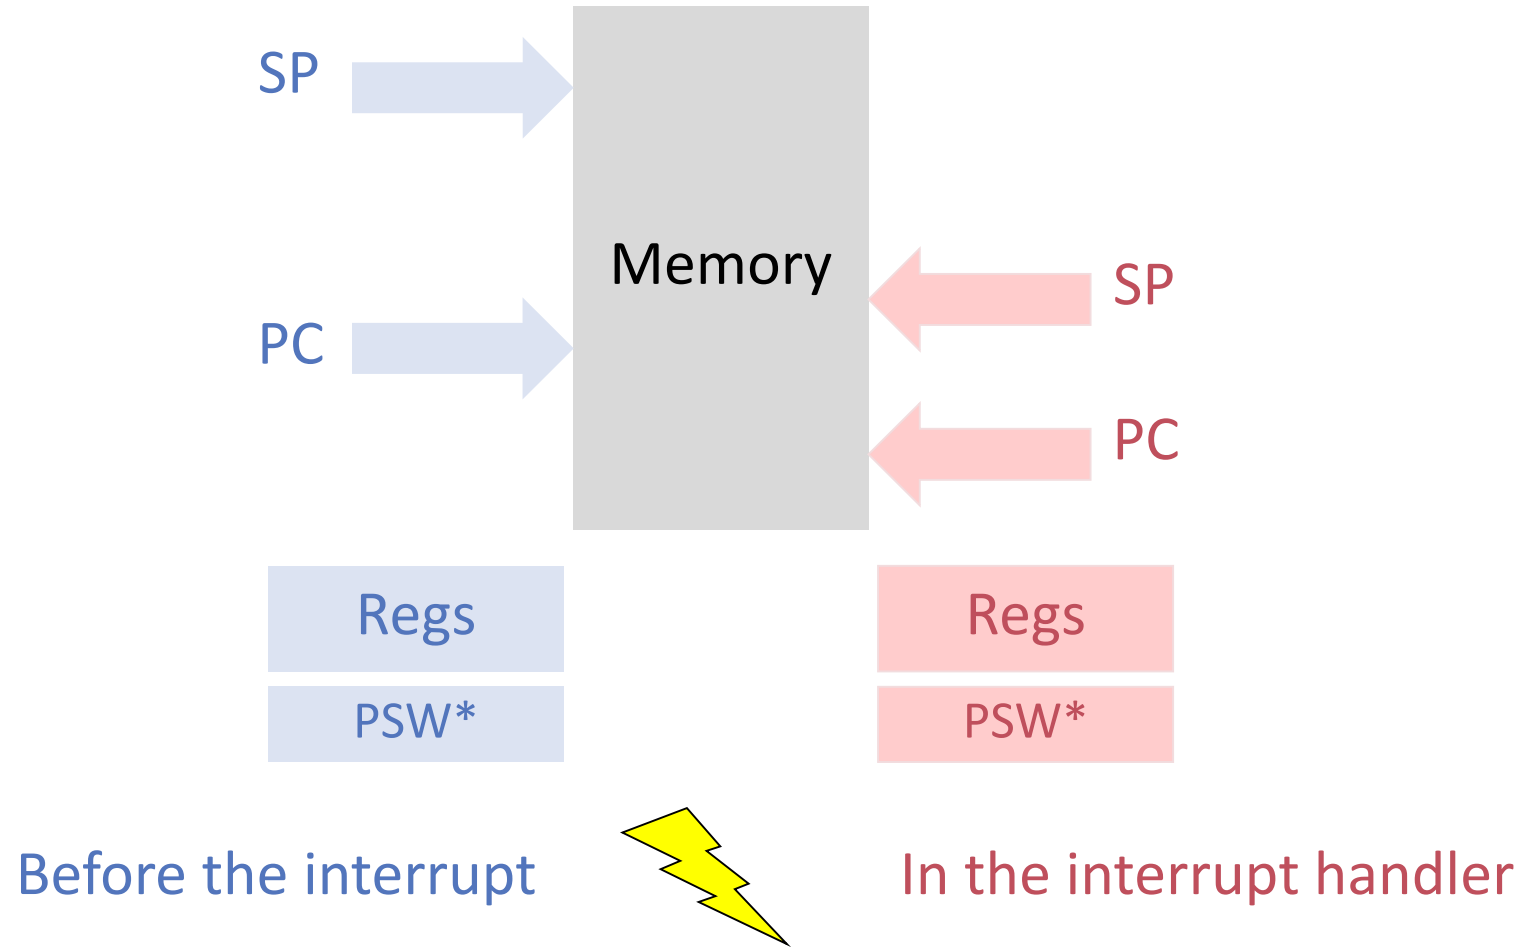 SP
Memory
SP
PC
PC
Regs
Regs
PSW*
PSW*
Before the interrupt
In the interrupt handler